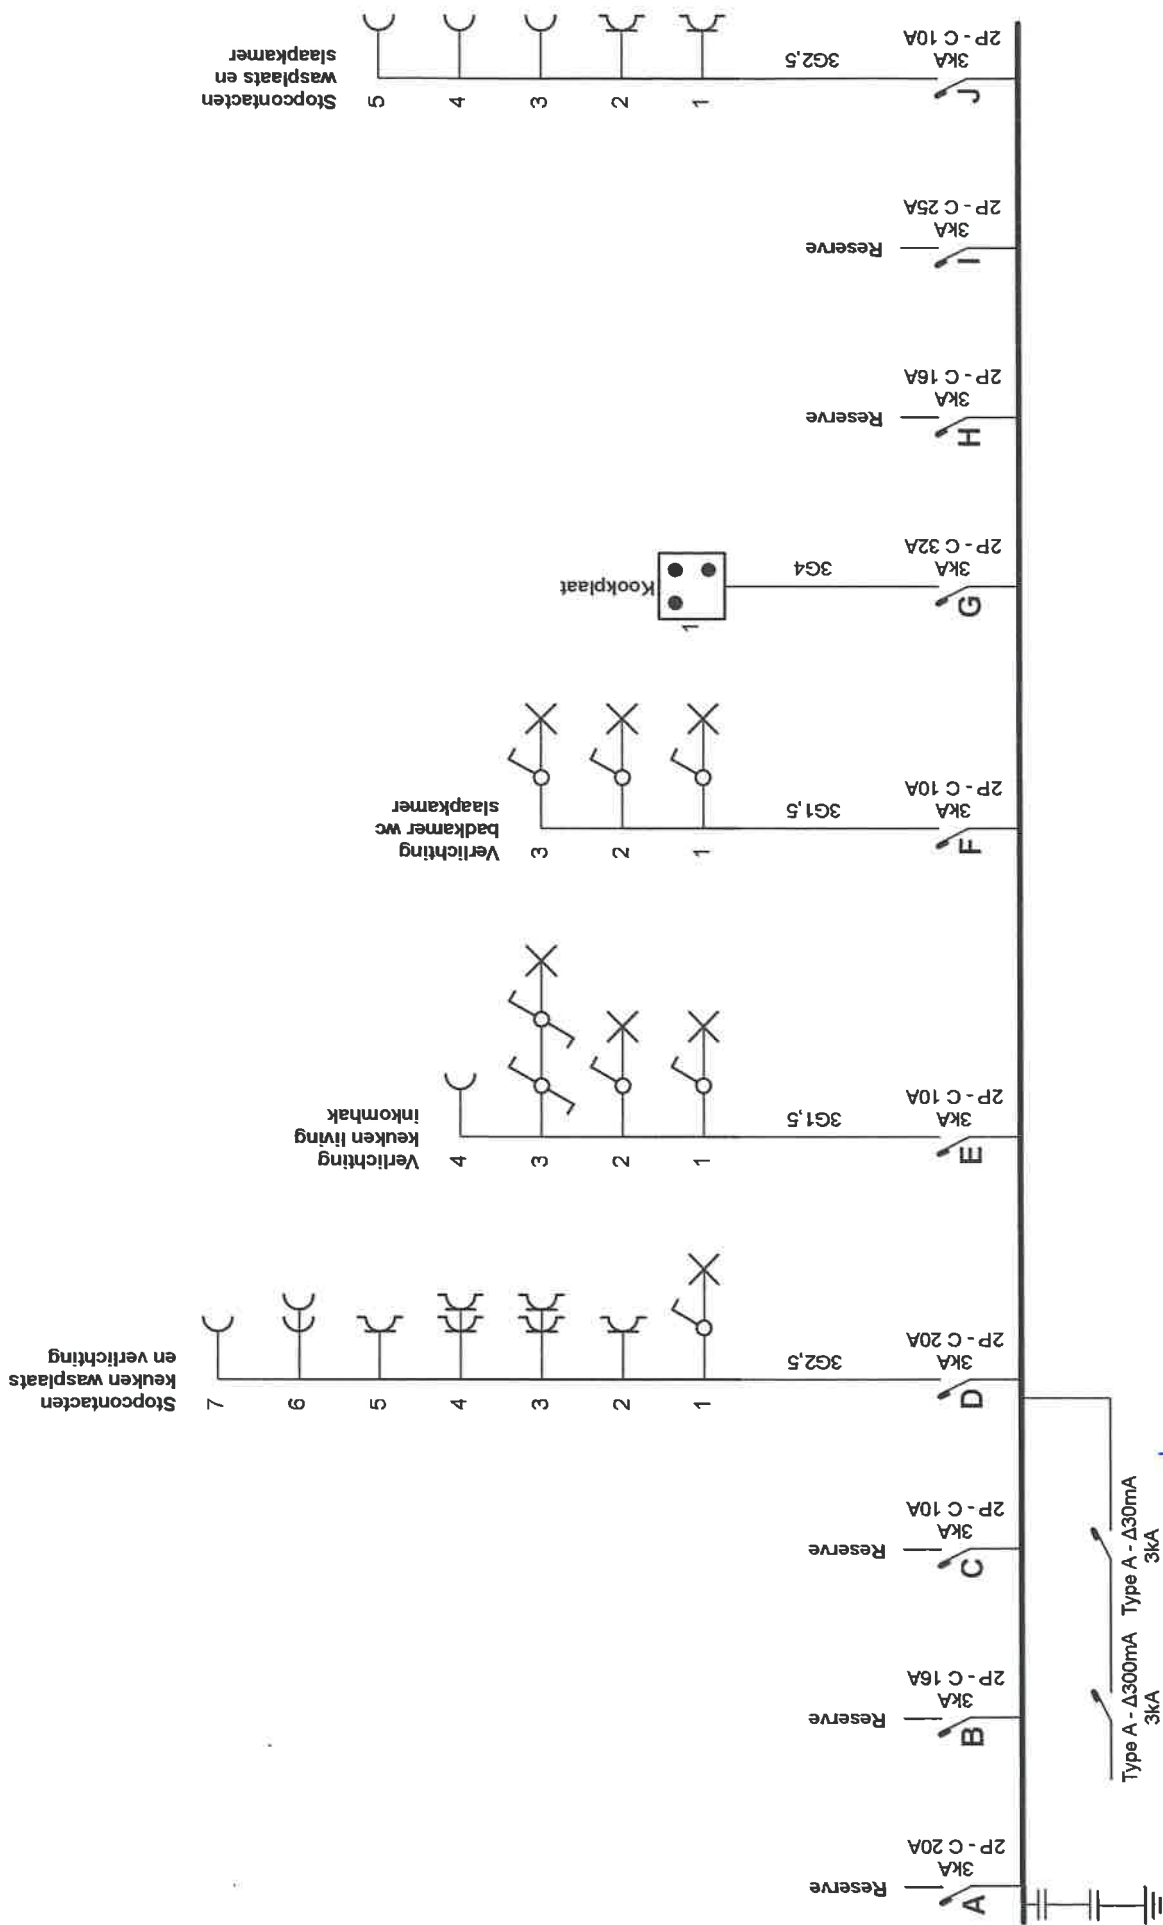 Stopcontacten
keuken wasplaats
en verlichting
7
6
5
4
3
2
1
Verlichting
keuken living
inkomhak
4
3
2
1
Verlichting
badkamer wc
slaapkamer
3
2
1
Kookplaat
1
Stopcontacten
wasplaats en
slaapkamer
5
4
3
2
1
Reserve
Reserve
Reserve
3G2,5
3G1,5
3G1,5
3G4
Reserve
Reserve
3G2,5
A
3kA
2P - C 20A
B
3kA
2P - C 16A
C
3kA
2P - C 10A
D
3kA
2P - C 20A
E
3kA
2P - C 10A
F
3kA
2P - C 10A
G
3kA
2P - C 32A
H
3kA
2P - C 16A
I
3kA
2P - C 25A
J
3kA
2P - C 10A
Type A - Δ300mA
3kA
Type A - Δ30mA
3kA